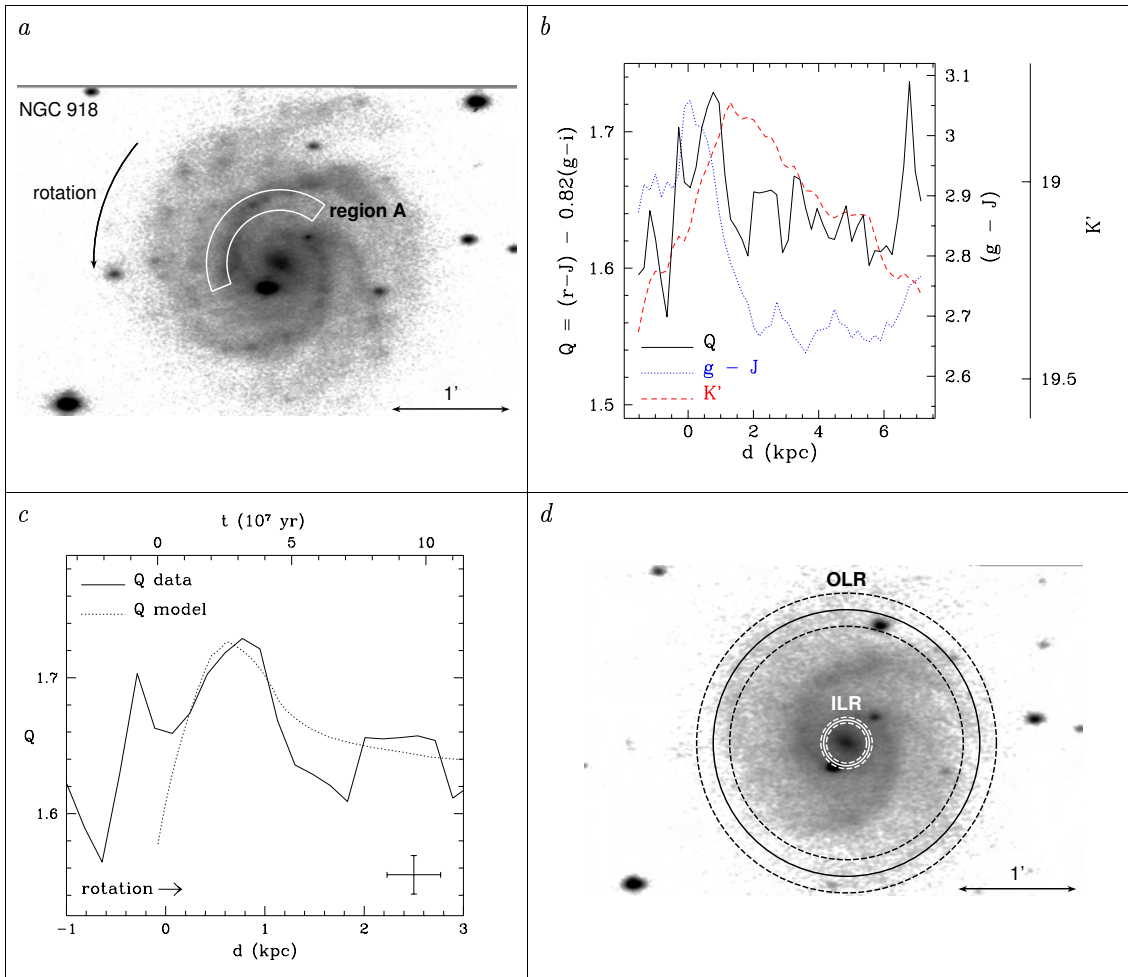 a
NGC 918
rotation
region A
1'
b
Q = (r-J) - 0.82(g-i)
1.7
1.6
1.5
3.1
3
2.9
2.8
2.7
2.6
(g - J)
19
19.5
K'
Q
g - J
K'
0 2 4 6
d (kpc)
c
t (10⁷ yr)
0 5 10
Q data
Q model
1.7
Q
1.6
rotation
-1 0 1 2 3
d (kpc)
d
OLR
ILR
1'